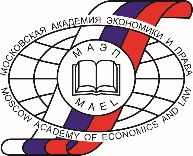 МОСКОВСКАЯ АКАДЕМИЯ ЭКОНОМИКИ И ПРАВА
МАЭП
MAEL
MOSCOW ACADEMY OF ECONOMICS AND LAW